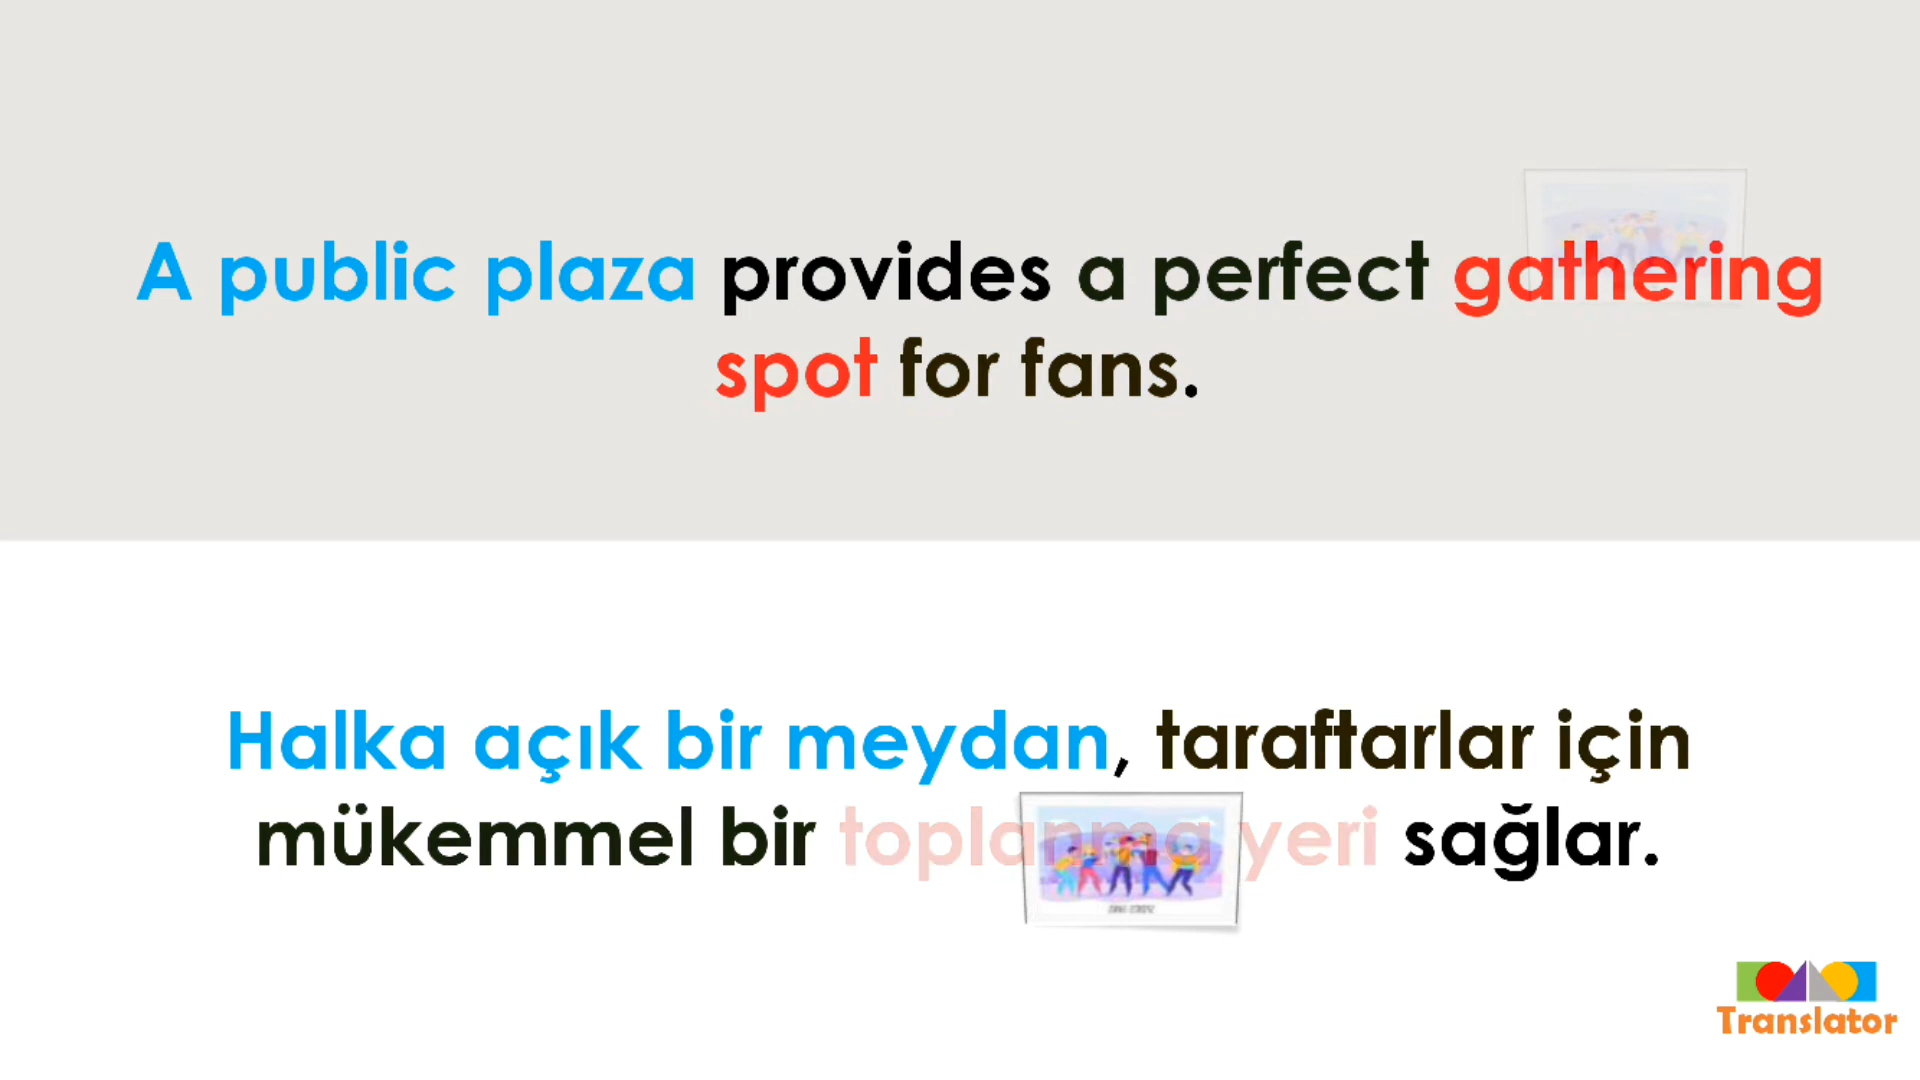 A public plaza provides a perfect gathering
spot for fans.
Halka açık bir meydan, taraftarlar için
mükemmel bir toplanma yeri sağlar.
Translator